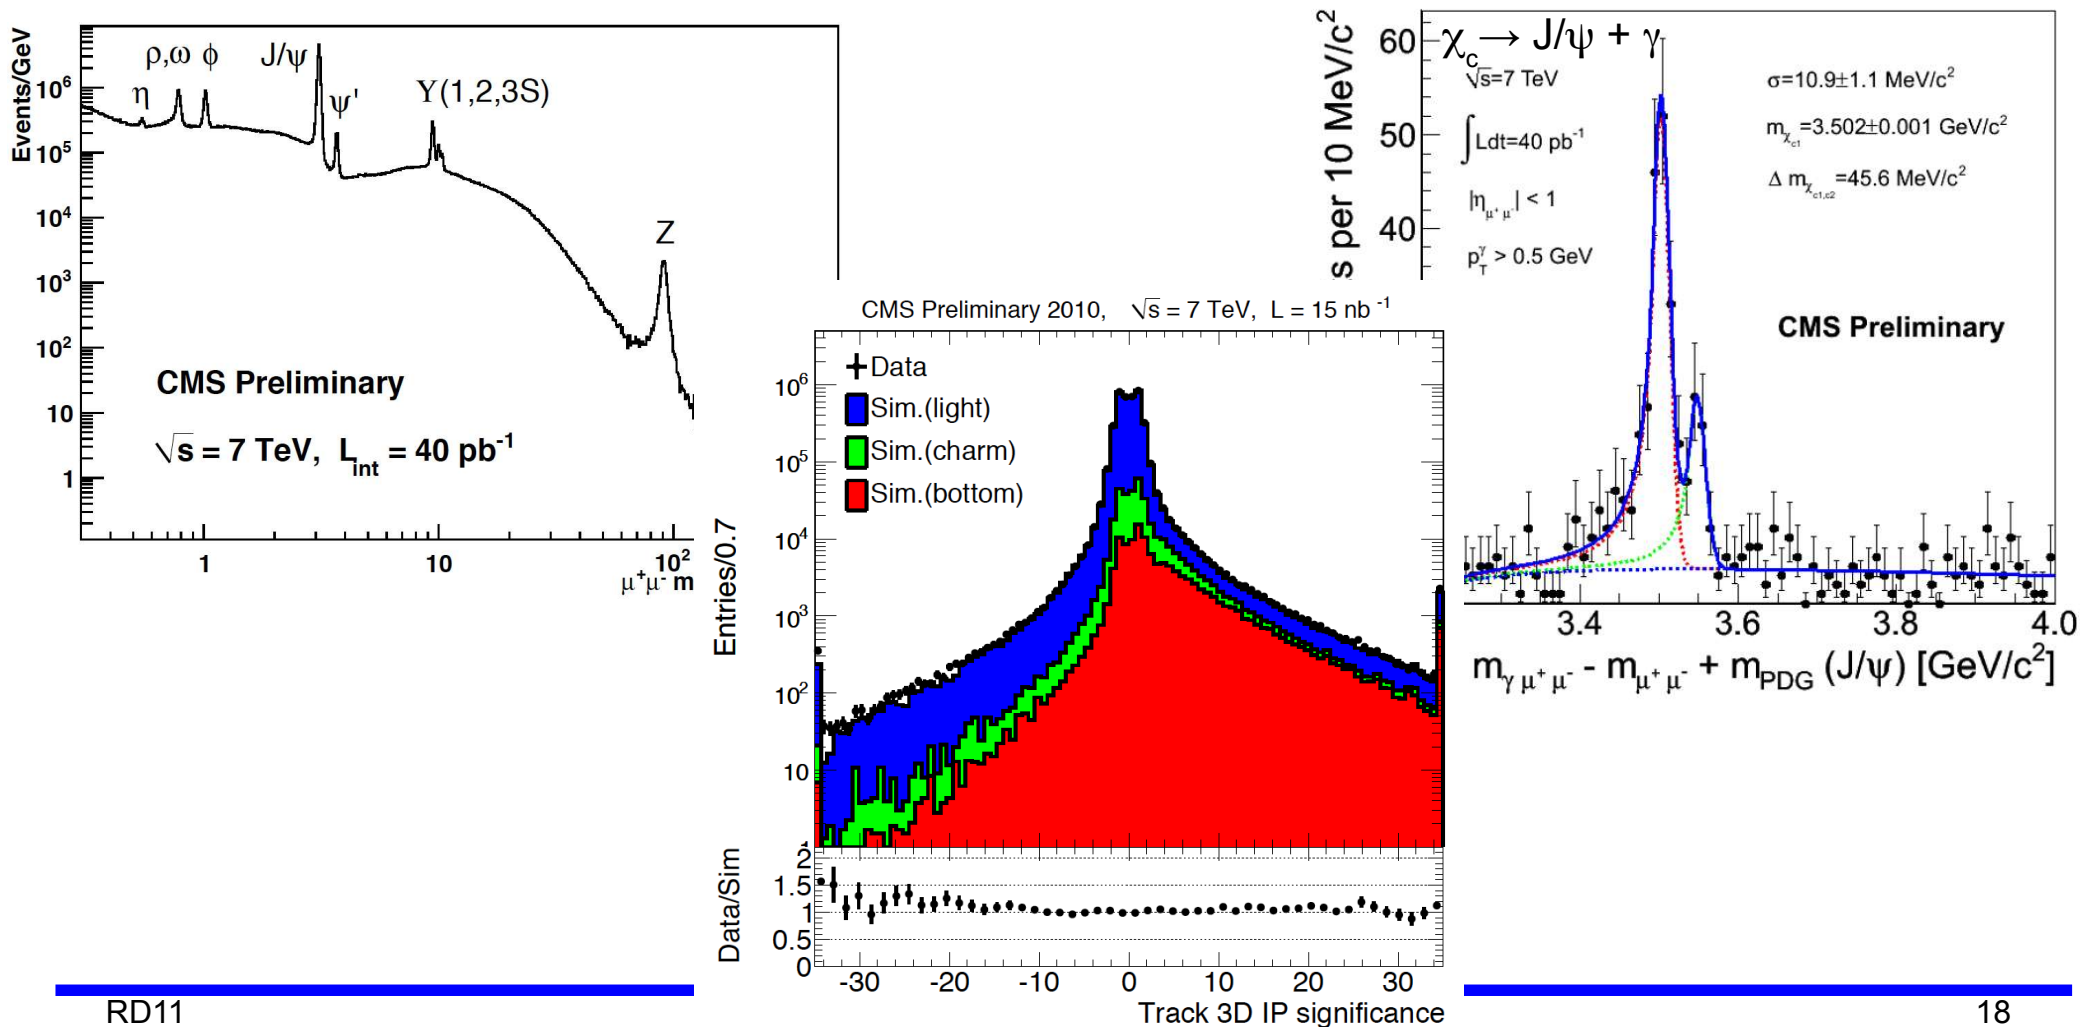 Events/GeV
10⁶
10⁵
10⁴
10³
10²
10
1
η
ρ,ω
ϕ
J/ψ
ψ'
Υ(1,2,3S)
Z
CMS Preliminary
√s = 7 TeV, L_int = 40 pb⁻¹
1
10
10²
μ⁺μ⁻ m
CMS Preliminary 2010, √s = 7 TeV, L = 15 nb⁻¹
Data
Sim.(light)
Sim.(charm)
Sim.(bottom)
Entries/0.7
10⁶
10⁵
10⁴
10³
10²
10
Data/Sim
2
1.5
1
0.5
0
-30
-20
-10
0
10
20
30
Track 3D IP significance
s per 10 MeV/c²
60
50
40
χ_c → J/ψ + γ
√s=7 TeV
∫Ldt=40 pb⁻¹
|η_μ⁺μ⁻| < 1
p_T^γ > 0.5 GeV
σ=10.9±1.1 MeV/c²
m_χc1=3.502±0.001 GeV/c²
Δ m_χc1,c2=45.6 MeV/c²
CMS Preliminary
3.4
3.6
3.8
4.0
m_γ μ⁺ μ⁻ - m_μ⁺ μ⁻ + m_PDG (J/ψ) [GeV/c²]
RD11
18